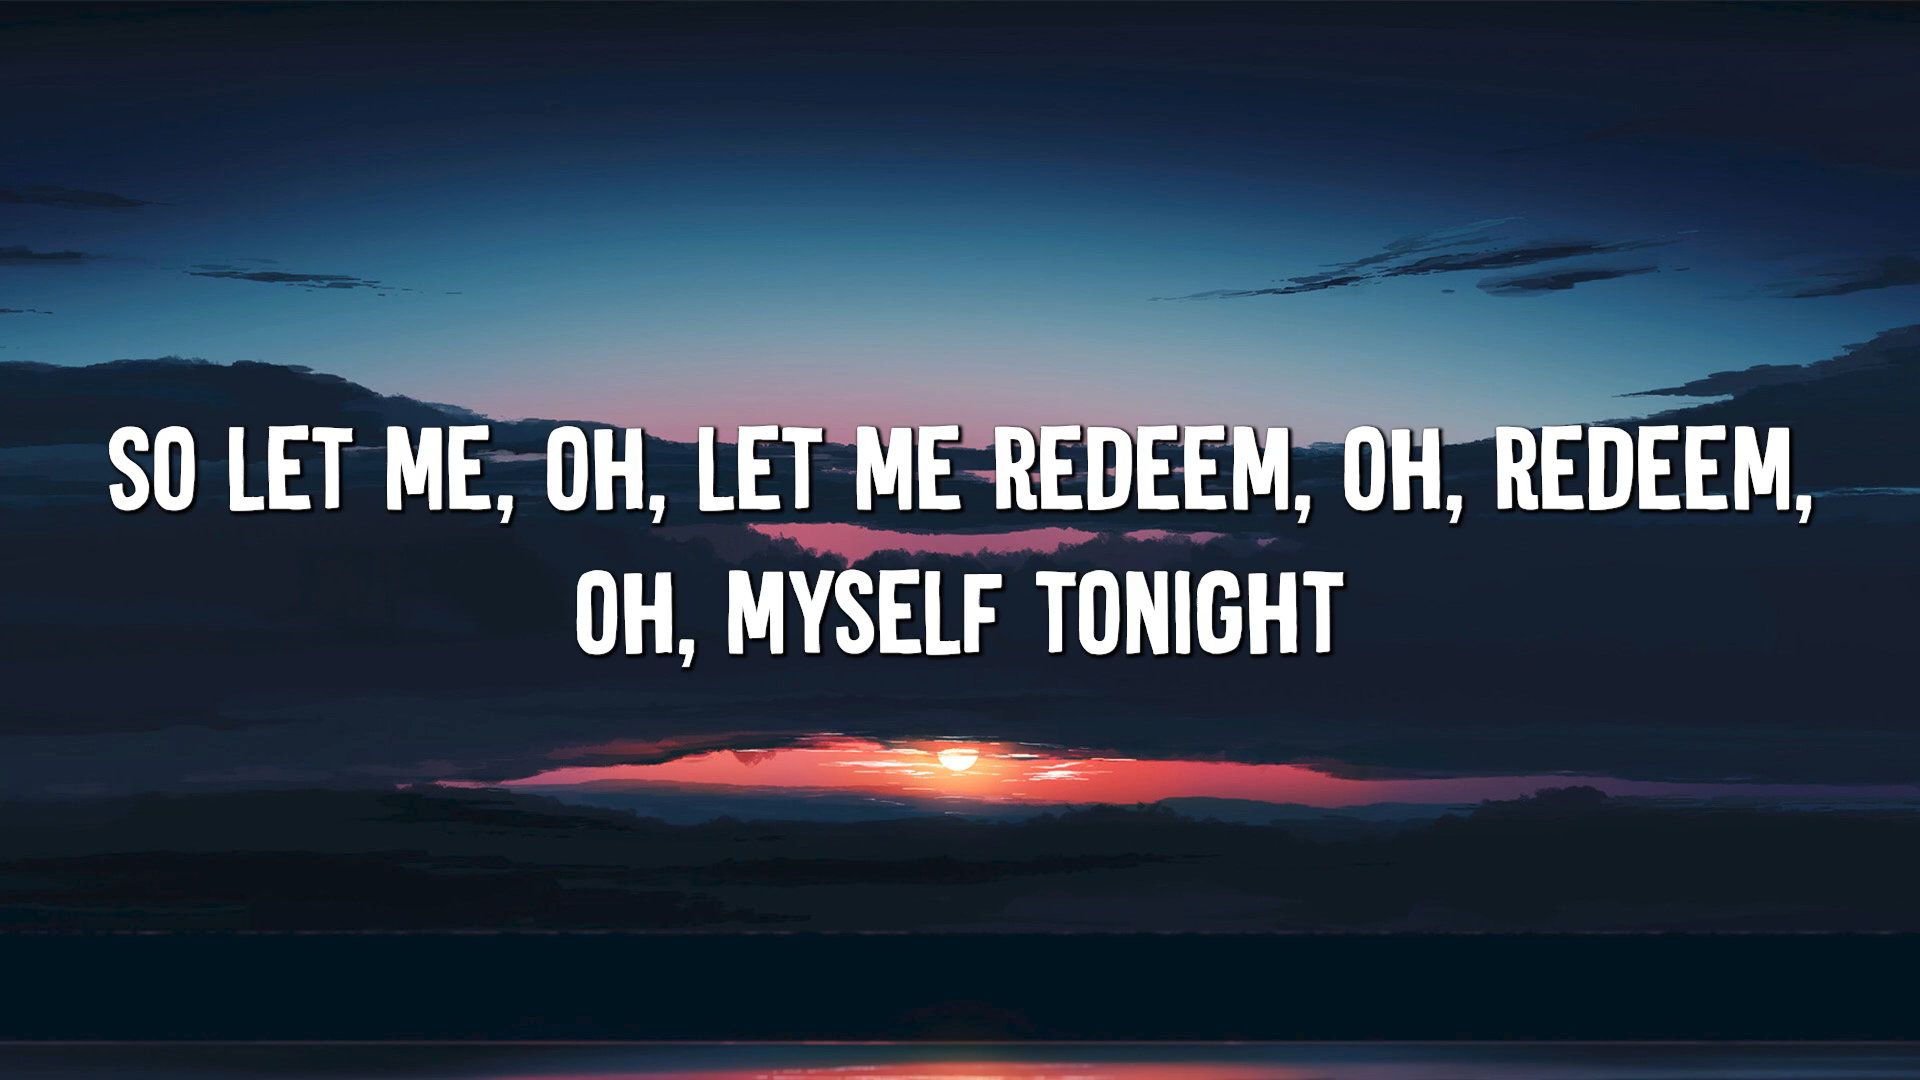 SO LET ME, OH, LET ME REDEEM, OH, REDEEM,
OH, MYSELF TONIGHT